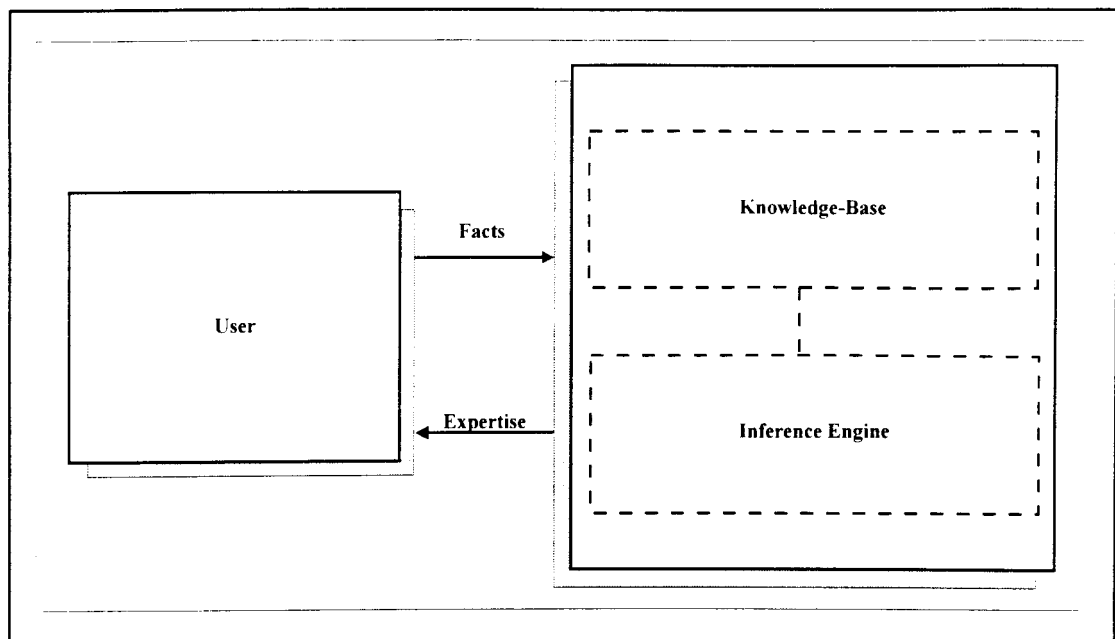 Knowledge-Base
Facts
User
Expertise
Inference Engine